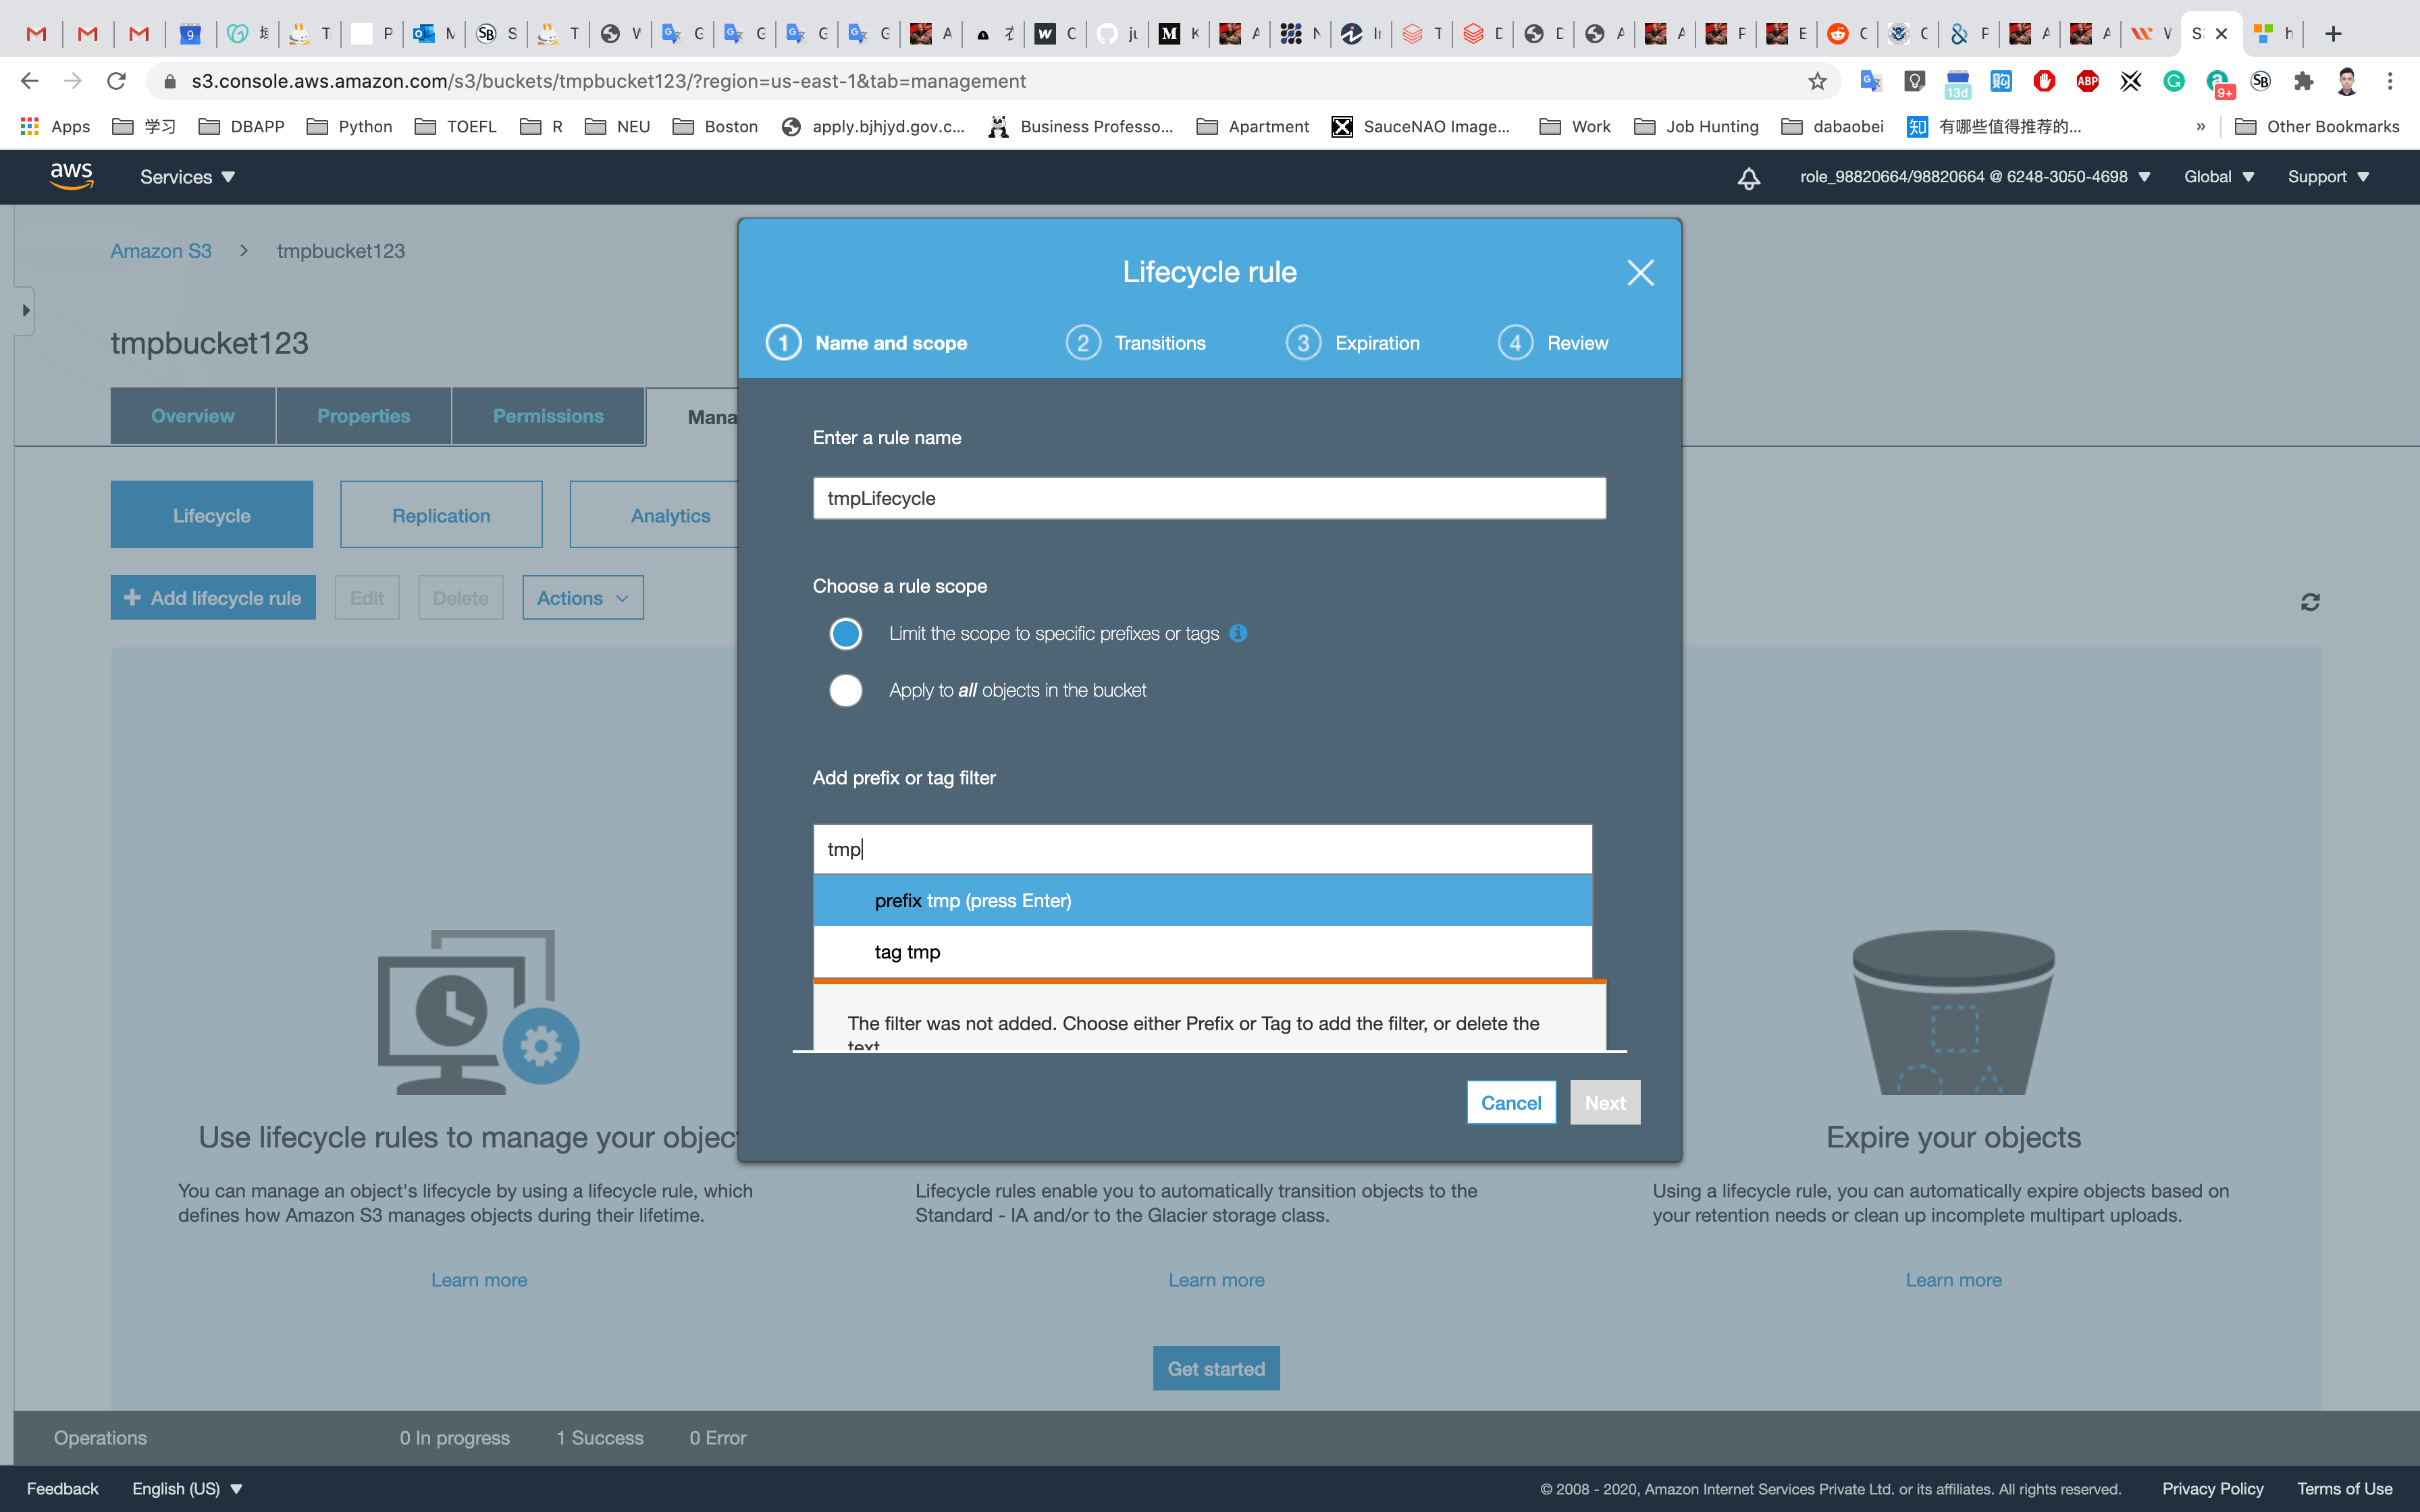 9
s3.console.aws.amazon.com/s3/buckets/tmpbucket123/?region=us-east-1&tab=management
13d
ABP
9+
SB
Apps
学习
DBAPP
Python
TOEFL
R
NEU
Boston
apply.bjhjyd.gov.c...
Business Professo...
Apartment
SauceNAO Image...
Work
Job Hunting
dabaobei
知 有哪些值得推荐的...
»
Other Bookmarks
aws
Services
role_98820664/98820664 @ 6248-3050-4698
Global
Support
Amazon S3 > tmpbucket123
tmpbucket123
Overview
Properties
Permissions
Mana
Lifecycle
Replication
Analytics
+ Add lifecycle rule
Edit
Delete
Actions
Lifecycle rule
1 Name and scope
2 Transitions
3 Expiration
4 Review
Enter a rule name
tmpLifecycle
Choose a rule scope
Limit the scope to specific prefixes or tags
Apply to all objects in the bucket
Add prefix or tag filter
tmp
prefix tmp (press Enter)
tag tmp
The filter was not added. Choose either Prefix or Tag to add the filter, or delete the
text
Cancel
Next
Use lifecycle rules to manage your objec
You can manage an object's lifecycle by using a lifecycle rule, which
defines how Amazon S3 manages objects during their lifetime.
Learn more
Lifecycle rules enable you to automatically transition objects to the
Standard - IA and/or to the Glacier storage class.
Learn more
Expire your objects
Using a lifecycle rule, you can automatically expire objects based on
your retention needs or clean up incomplete multipart uploads.
Learn more
Get started
Operations
0 In progress
1 Success
0 Error
Feedback
English (US)
© 2008 - 2020, Amazon Internet Services Private Ltd. or its affiliates. All rights reserved.
Privacy Policy
Terms of Use